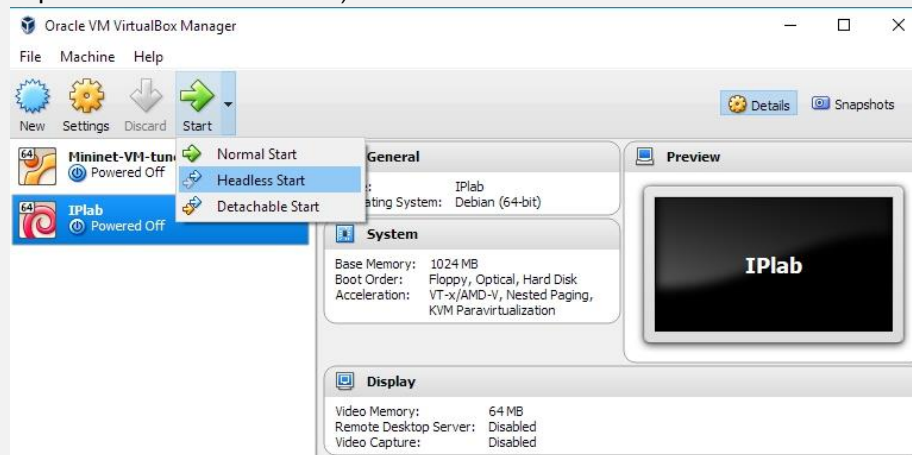 Oracle VM VirtualBox Manager
File Machine Help
New Settings Discard Start
Details Snapshots
64 Mininet-VM-tun
Powered Off
64 IPlab
Powered Off
Normal Start
Headless Start
Detachable Start
General
IPlab
ating System: Debian (64-bit)
System
Base Memory: 1024 MB
Boot Order: Floppy, Optical, Hard Disk
Acceleration: VT-x/AMD-V, Nested Paging,
KVM Paravirtualization
Preview
IPlab
Display
Video Memory: 64 MB
Remote Desktop Server: Disabled
Video Capture: Disabled